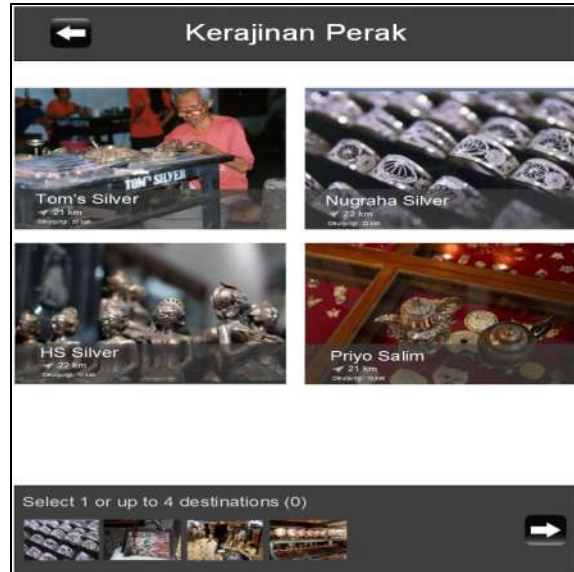 Kerajinan Perak
TOM'S SILVER
Tom's Silver
21 km
Nugraha Silver
22 km
HS Silver
22 km
Priyo Salim
21 km
Select 1 or up to 4 destinations (0)